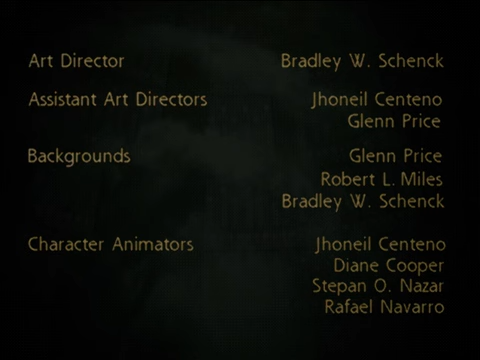 Art Director Bradley W. Schenck
Assistant Art Directors Jhoneil Centeno
Glenn Price
Backgrounds Glenn Price
Robert L. Miles
Bradley W. Schenck
Character Animators Jhoneil Centeno
Diane Cooper
Stepan O. Nazar
Rafael Navarro